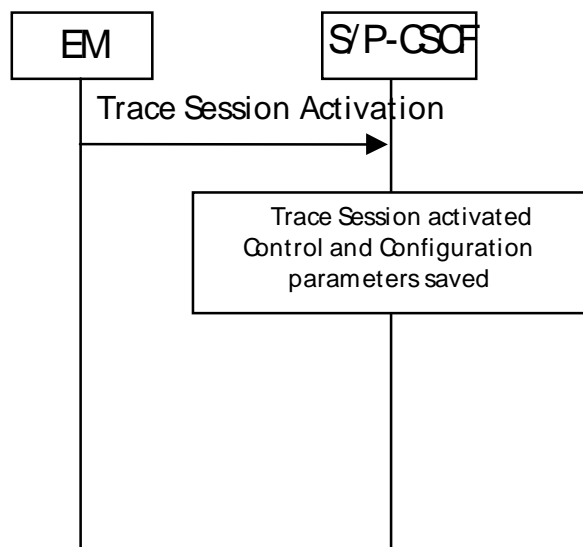 EM
S/P-CSCF
Trace Session Activation
Trace Session activated
Control and Configuration
parameters saved